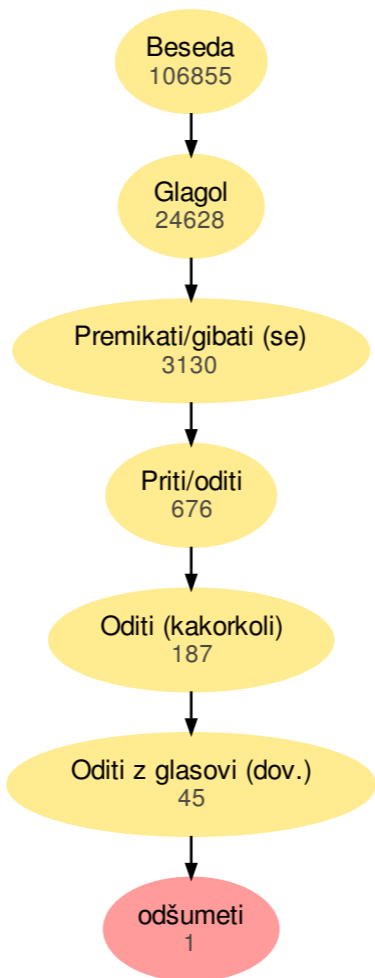 Beseda
106855
Glagol
24628
Premikati/gibati (se)
3130
Priti/oditi
676
Oditi (kakorkoli)
187
Oditi z glasovi (dov.)
45
odšumeti
1